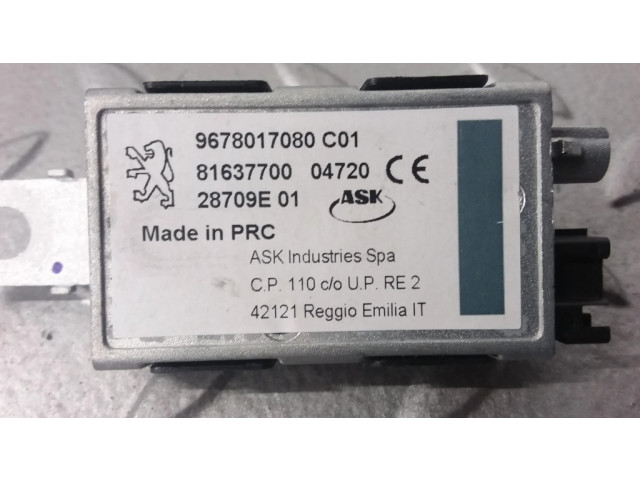 9678017080 C01
81637700 04720 CE
28709E 01 ASK
Made in PRC
ASK Industries Spa
C.P. 110 c/o U.P. RE 2
42121 Reggio Emilia IT